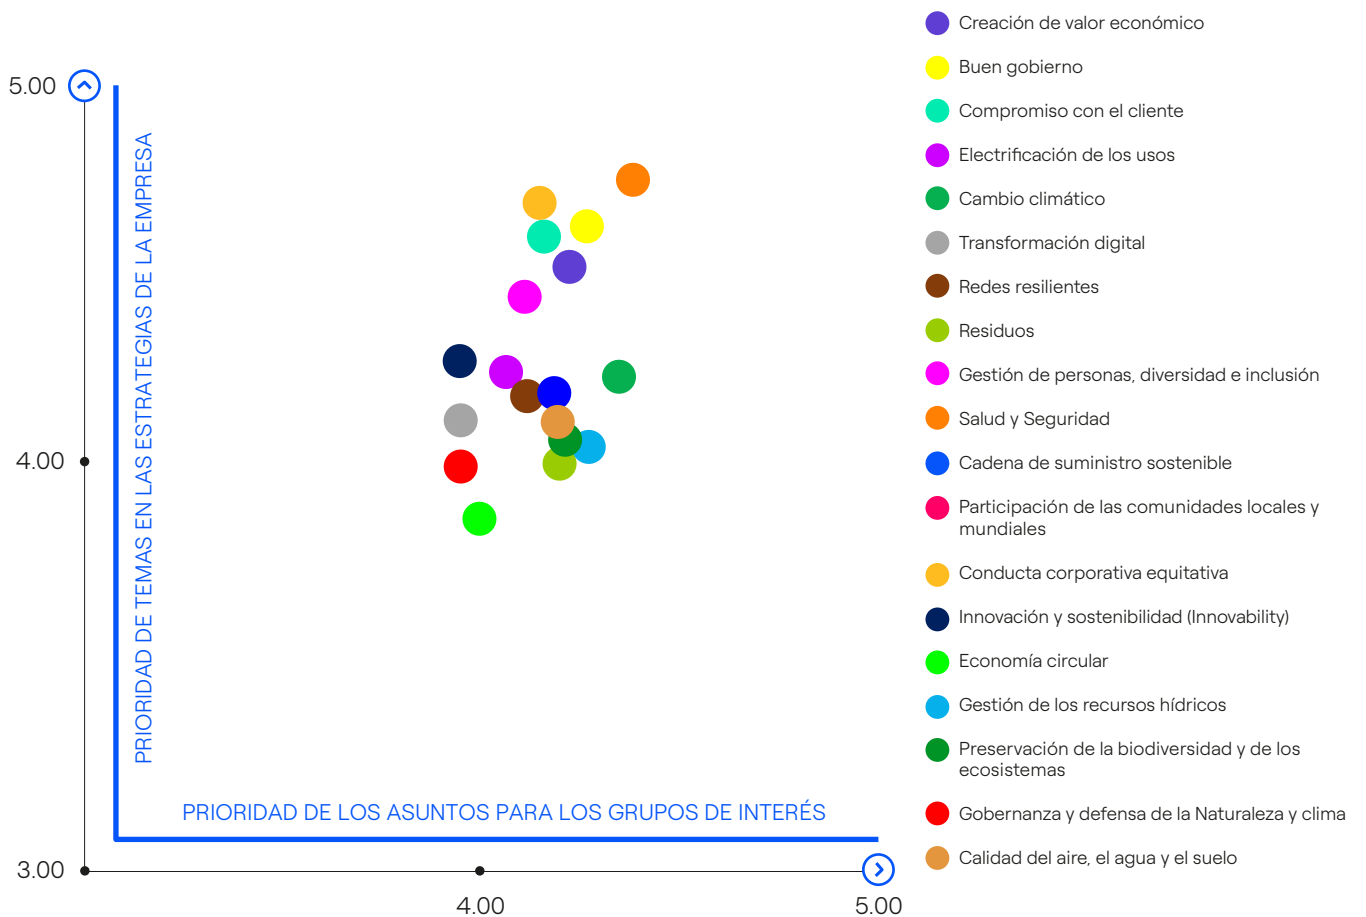 5.00
4.00
3.00
PRIORIDAD DE TEMAS EN LAS ESTRATEGIAS DE LA EMPRESA
PRIORIDAD DE LOS ASUNTOS PARA LOS GRUPOS DE INTERÉS
4.00
5.00
Creación de valor económico
Buen gobierno
Compromiso con el cliente
Electrificación de los usos
Cambio climático
Transformación digital
Redes resilientes
Residuos
Gestión de personas, diversidad e inclusión
Salud y Seguridad
Cadena de suministro sostenible
Participación de las comunidades locales y
mundiales
Conducta corporativa equitativa
Innovación y sostenibilidad (Innovability)
Economía circular
Gestión de los recursos hídricos
Preservación de la biodiversidad y de los
ecosistemas
Gobernanza y defensa de la Naturaleza y clima
Calidad del aire, el agua y el suelo